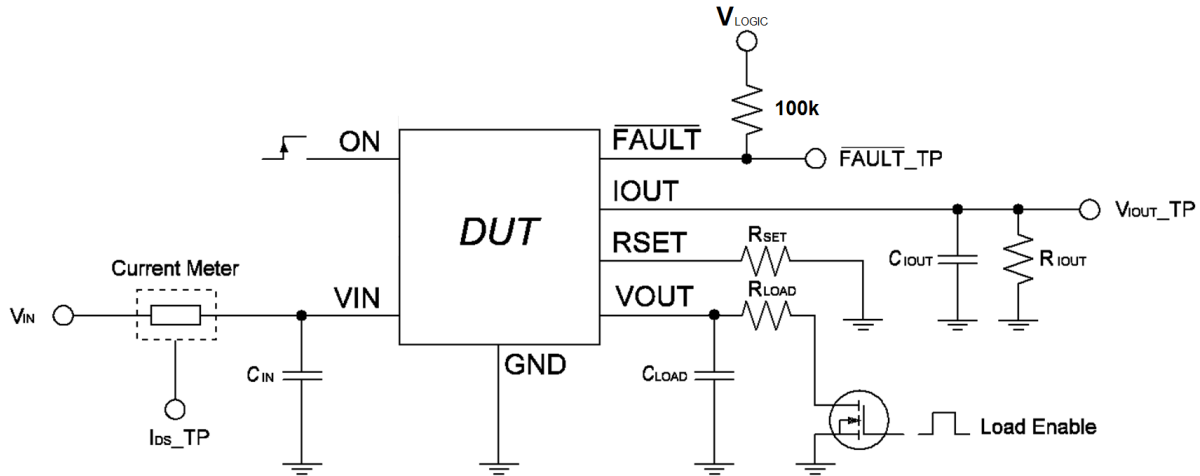 VLOGIC
100k
ON
FAULT
FAULT_TP
IOUT
VIOUT_TP
DUT
RSET
RSET
CIOUT
RIOUT
Current Meter
VIN
VIN
VOUT
RLOAD
GND
CIN
CLOAD
IDS_TP
Load Enable